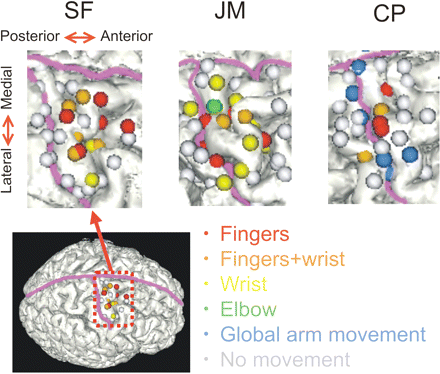 SF JM CP
Posterior Anterior
Medial
Lateral
• Fingers
• Fingers+wrist
• Wrist
• Elbow
• Global arm movement
• No movement